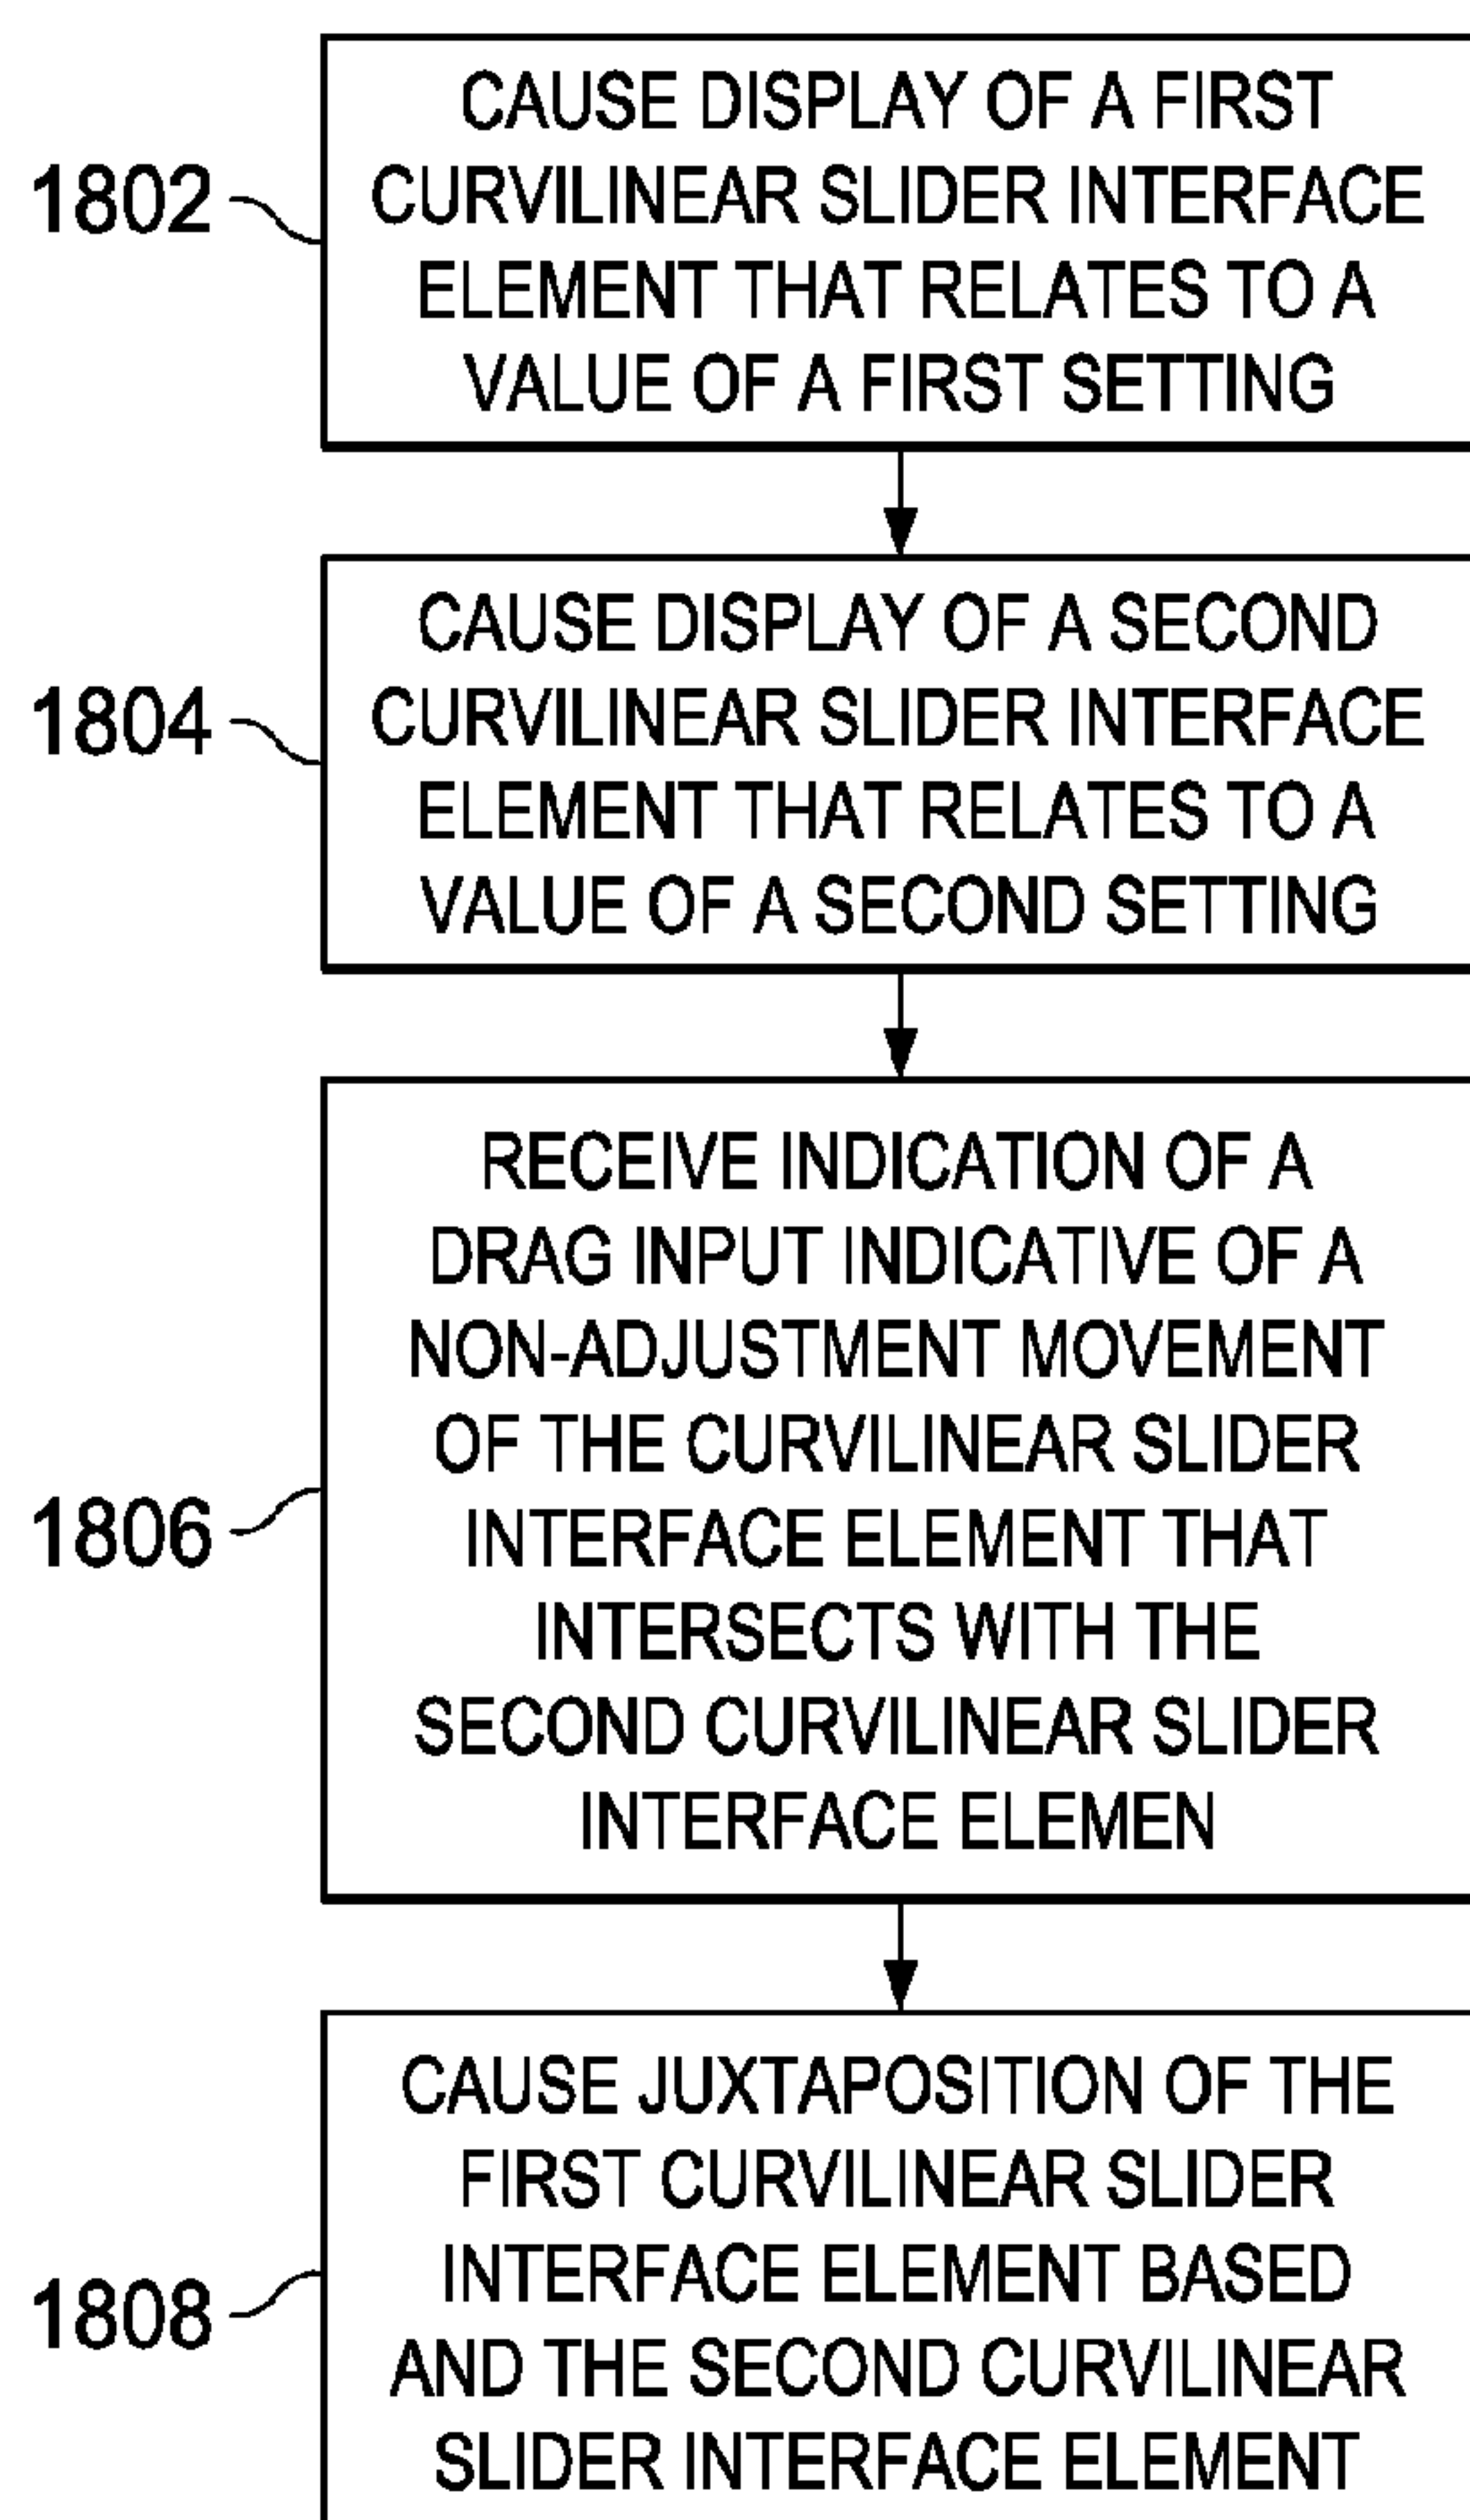 CAUSE DISPLAY OF A FIRST
1802
CURVILINEAR SLIDER INTERFACE
ELEMENT THAT RELATES TO A
VALUE OF A FIRST SETTING
CAUSE DISPLAY OF A SECOND
1804
CURVILINEAR SLIDER INTERFACE
ELEMENT THAT RELATES TO A
VALUE OF A SECOND SETTING
RECEIVE INDICATION OF A
DRAG INPUT INDICATIVE OF A
NON-ADJUSTMENT MOVEMENT
OF THE CURVILINEAR SLIDER
1806
INTERFACE ELEMENT THAT
INTERSECTS WITH THE
SECOND CURVILINEAR SLIDER
INTERFACE ELEMEN
CAUSE JUXTAPOSITION OF THE
FIRST CURVILINEAR SLIDER
INTERFACE ELEMENT BASED
1808
AND THE SECOND CURVILINEAR
SLIDER INTERFACE ELEMENT